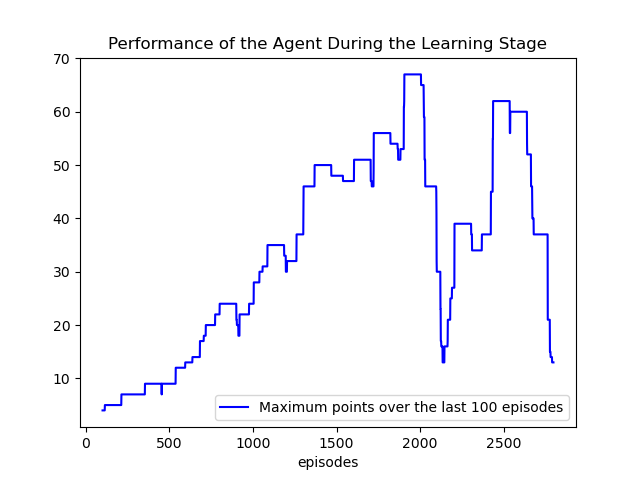 Performance of the Agent During the Learning Stage
70
60
50
40
30
20
10
Maximum points over the last 100 episodes
0 500 1000 1500 2000 2500
episodes